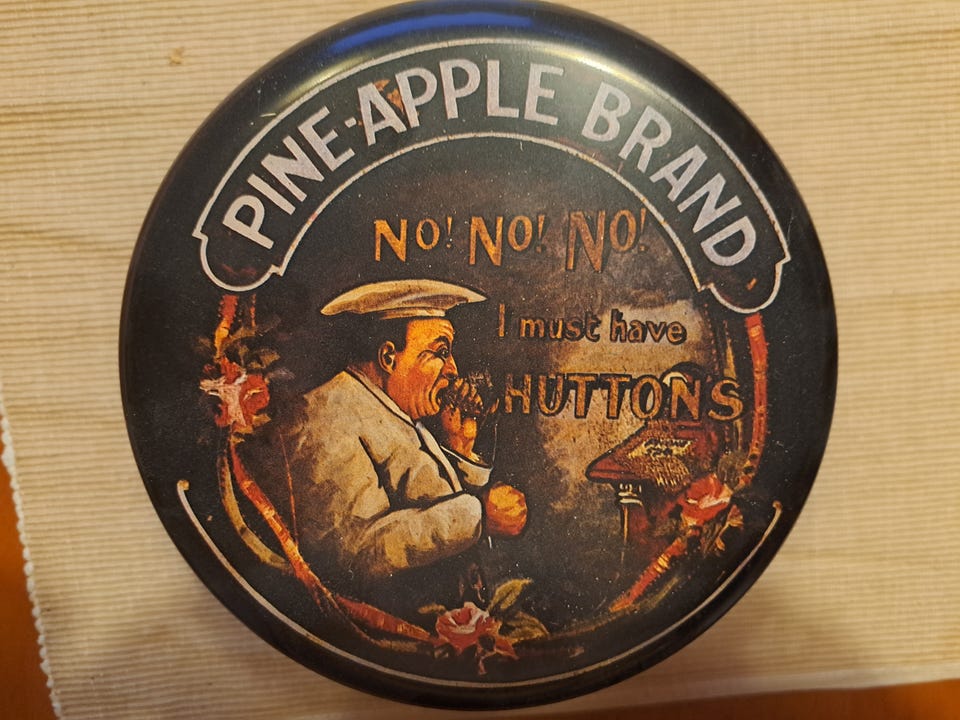 PINE-APPLE BRAND
No! No! No!
I must have
HUTTONS